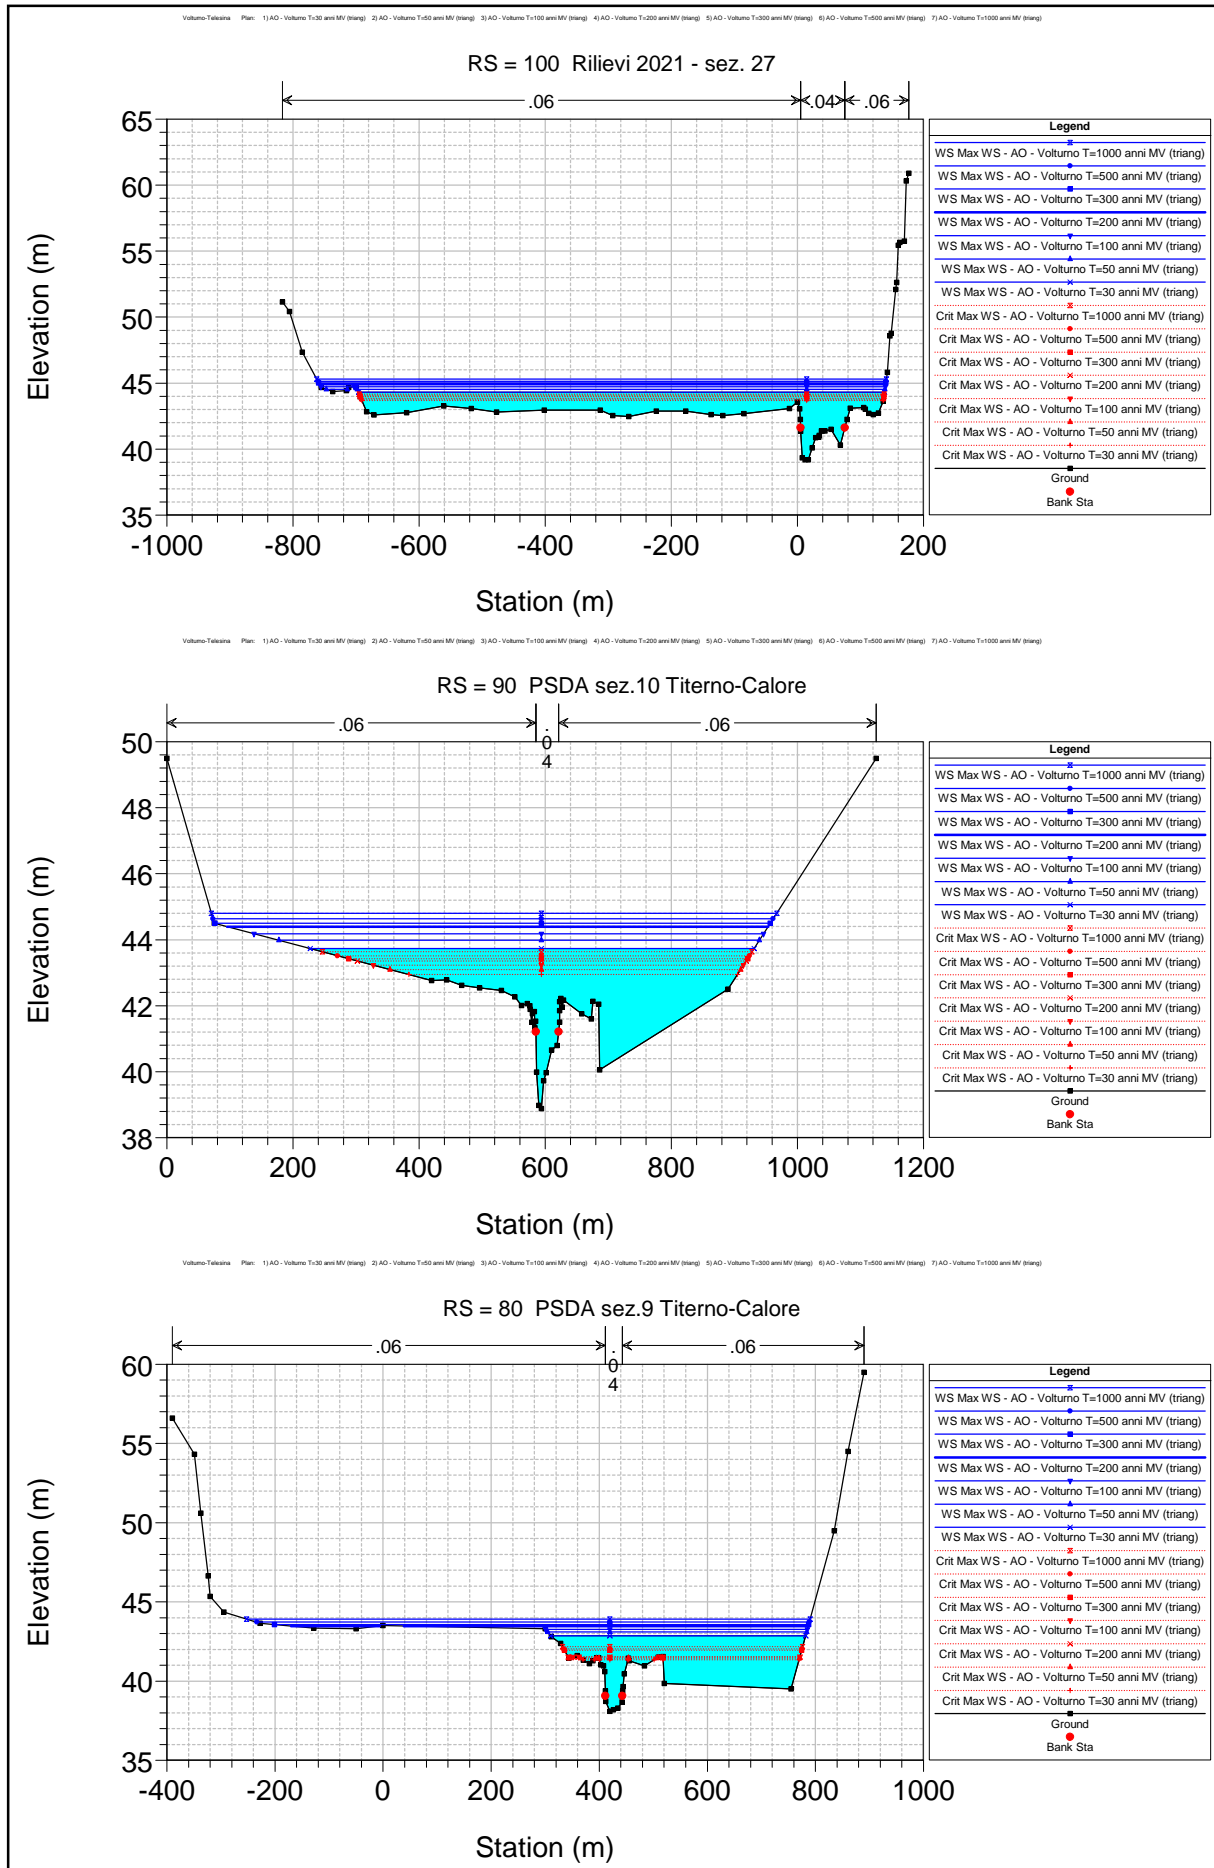 Volturno-Telesina Plan: 1) AO - Volturno T=30 anni MV (triang) 2) AO - Volturno T=50 anni MV (triang) 3) AO - Volturno T=100 anni MV (triang) 4) AO - Volturno T=200 anni MV (triang) 5) AO - Volturno T=300 anni MV (triang) 6) AO - Volturno T=500 anni MV (triang) 7) AO - Volturno T=1000 anni MV (triang)
RS = 100 Rilievi 2021 - sez. 27
.06 .04 .06
65
60
55
50
45
40
35
-1000 -800 -600 -400 -200 0 200
Elevation (m)
Station (m)
Legend
WS Max WS - AO - Volturno T=1000 anni MV (triang)
WS Max WS - AO - Volturno T=500 anni MV (triang)
WS Max WS - AO - Volturno T=300 anni MV (triang)
WS Max WS - AO - Volturno T=200 anni MV (triang)
WS Max WS - AO - Volturno T=100 anni MV (triang)
WS Max WS - AO - Volturno T=50 anni MV (triang)
WS Max WS - AO - Volturno T=30 anni MV (triang)
Crit Max WS - AO - Volturno T=1000 anni MV (triang)
Crit Max WS - AO - Volturno T=500 anni MV (triang)
Crit Max WS - AO - Volturno T=300 anni MV (triang)
Crit Max WS - AO - Volturno T=200 anni MV (triang)
Crit Max WS - AO - Volturno T=100 anni MV (triang)
Crit Max WS - AO - Volturno T=50 anni MV (triang)
Crit Max WS - AO - Volturno T=30 anni MV (triang)
Ground
Bank Sta
Volturno-Telesina Plan: 1) AO - Volturno T=30 anni MV (triang) 2) AO - Volturno T=50 anni MV (triang) 3) AO - Volturno T=100 anni MV (triang) 4) AO - Volturno T=200 anni MV (triang) 5) AO - Volturno T=300 anni MV (triang) 6) AO - Volturno T=500 anni MV (triang) 7) AO - Volturno T=1000 anni MV (triang)
RS = 90 PSDA sez.10 Titerno-Calore
.06 .04 .06
50
48
46
44
42
40
38
0 200 400 600 800 1000 1200
Elevation (m)
Station (m)
Legend
WS Max WS - AO - Volturno T=1000 anni MV (triang)
WS Max WS - AO - Volturno T=500 anni MV (triang)
WS Max WS - AO - Volturno T=300 anni MV (triang)
WS Max WS - AO - Volturno T=200 anni MV (triang)
WS Max WS - AO - Volturno T=100 anni MV (triang)
WS Max WS - AO - Volturno T=50 anni MV (triang)
WS Max WS - AO - Volturno T=30 anni MV (triang)
Crit Max WS - AO - Volturno T=1000 anni MV (triang)
Crit Max WS - AO - Volturno T=500 anni MV (triang)
Crit Max WS - AO - Volturno T=300 anni MV (triang)
Crit Max WS - AO - Volturno T=200 anni MV (triang)
Crit Max WS - AO - Volturno T=100 anni MV (triang)
Crit Max WS - AO - Volturno T=50 anni MV (triang)
Crit Max WS - AO - Volturno T=30 anni MV (triang)
Ground
Bank Sta
Volturno-Telesina Plan: 1) AO - Volturno T=30 anni MV (triang) 2) AO - Volturno T=50 anni MV (triang) 3) AO - Volturno T=100 anni MV (triang) 4) AO - Volturno T=200 anni MV (triang) 5) AO - Volturno T=300 anni MV (triang) 6) AO - Volturno T=500 anni MV (triang) 7) AO - Volturno T=1000 anni MV (triang)
RS = 80 PSDA sez.9 Titerno-Calore
.06 .04 .06
60
55
50
45
40
35
-400 -200 0 200 400 600 800 1000
Elevation (m)
Station (m)
Legend
WS Max WS - AO - Volturno T=1000 anni MV (triang)
WS Max WS - AO - Volturno T=500 anni MV (triang)
WS Max WS - AO - Volturno T=300 anni MV (triang)
WS Max WS - AO - Volturno T=200 anni MV (triang)
WS Max WS - AO - Volturno T=100 anni MV (triang)
WS Max WS - AO - Volturno T=50 anni MV (triang)
WS Max WS - AO - Volturno T=30 anni MV (triang)
Crit Max WS - AO - Volturno T=1000 anni MV (triang)
Crit Max WS - AO - Volturno T=500 anni MV (triang)
Crit Max WS - AO - Volturno T=300 anni MV (triang)
Crit Max WS - AO - Volturno T=100 anni MV (triang)
Crit Max WS - AO - Volturno T=200 anni MV (triang)
Crit Max WS - AO - Volturno T=50 anni MV (triang)
Crit Max WS - AO - Volturno T=30 anni MV (triang)
Ground
Bank Sta